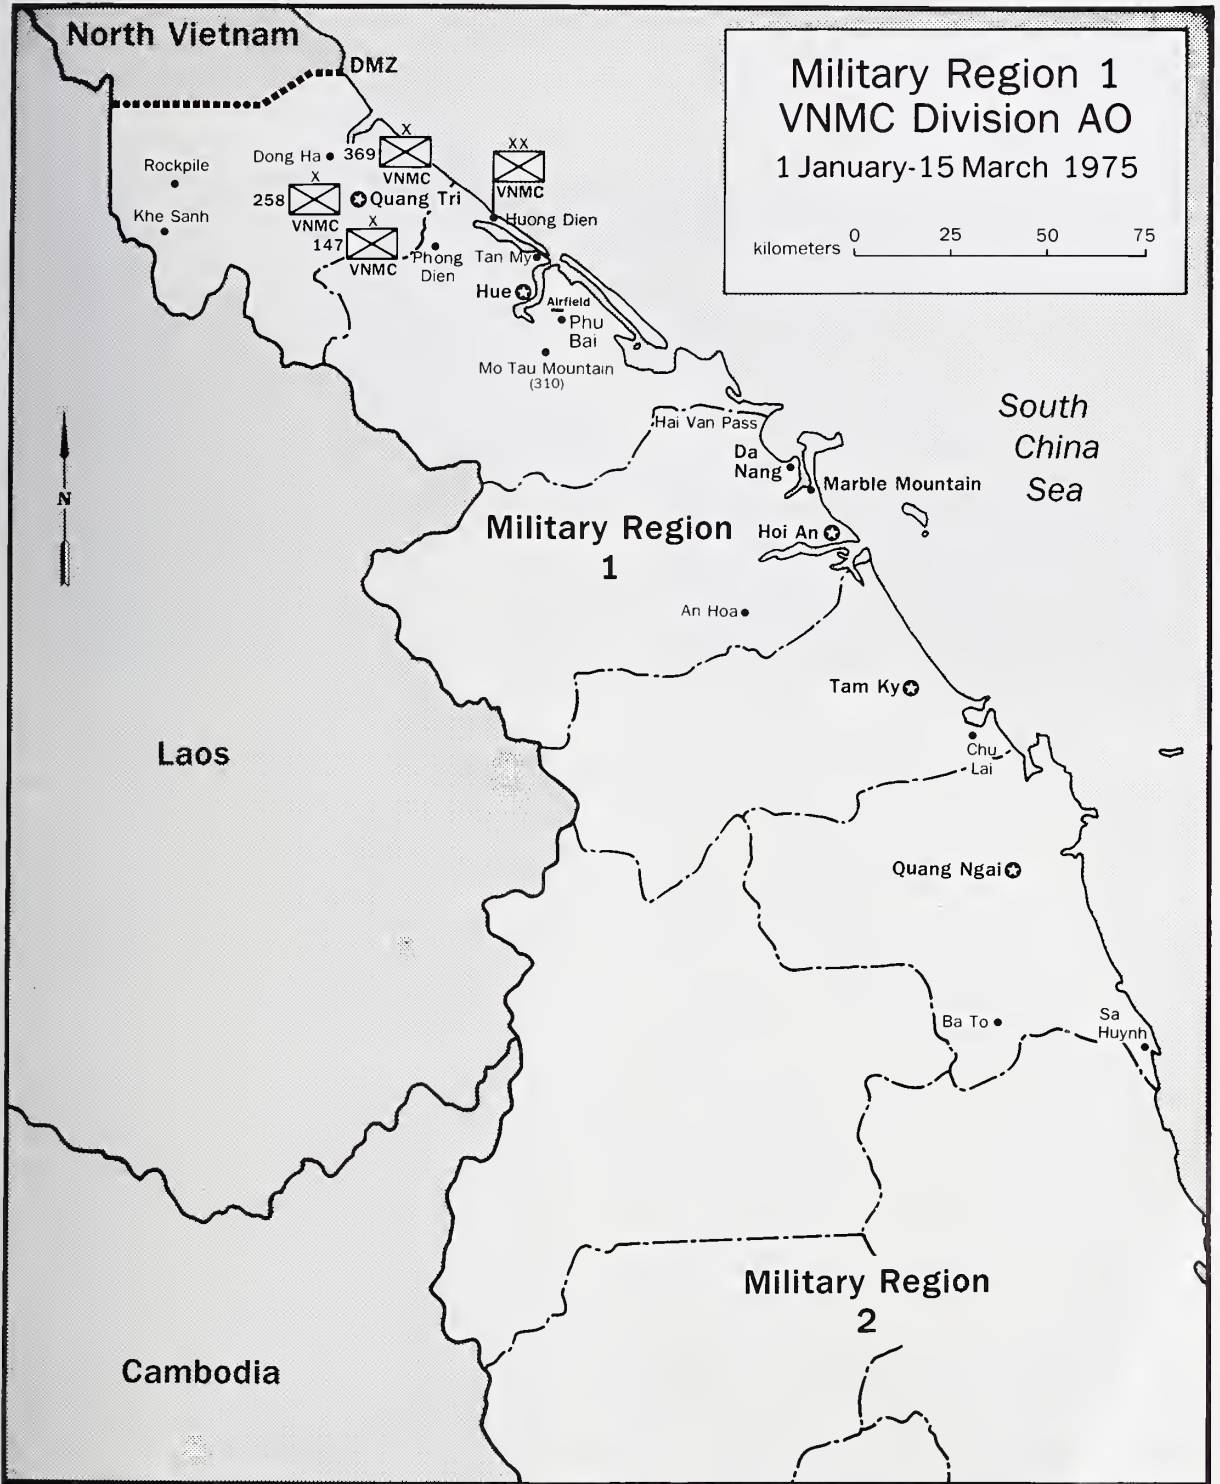 North Vietnam
DMZ
Military Region 1
VNMC Division AO
1 January-15 March 1975
kilometers 0 25 50 75
Rockpile
Khe Sanh
Dong Ha
X
369
VNMC
XX
VNMC
X
258
VNMC
Quang Tri
X
147
VNMC
Huong Dien
Phong
Dien
Tan My
Hue
Airfield
Phu
Bai
Mo Tau Mountain
(310)
Hai Van Pass
Da
Nang
Marble Mountain
South
China
Sea
N
Military Region
1
Hoi An
An Hoa
Tam Ky
Chu
Lai
Laos
Quang Ngai
Ba To
Sa
Huynh
Military Region
2
Cambodia